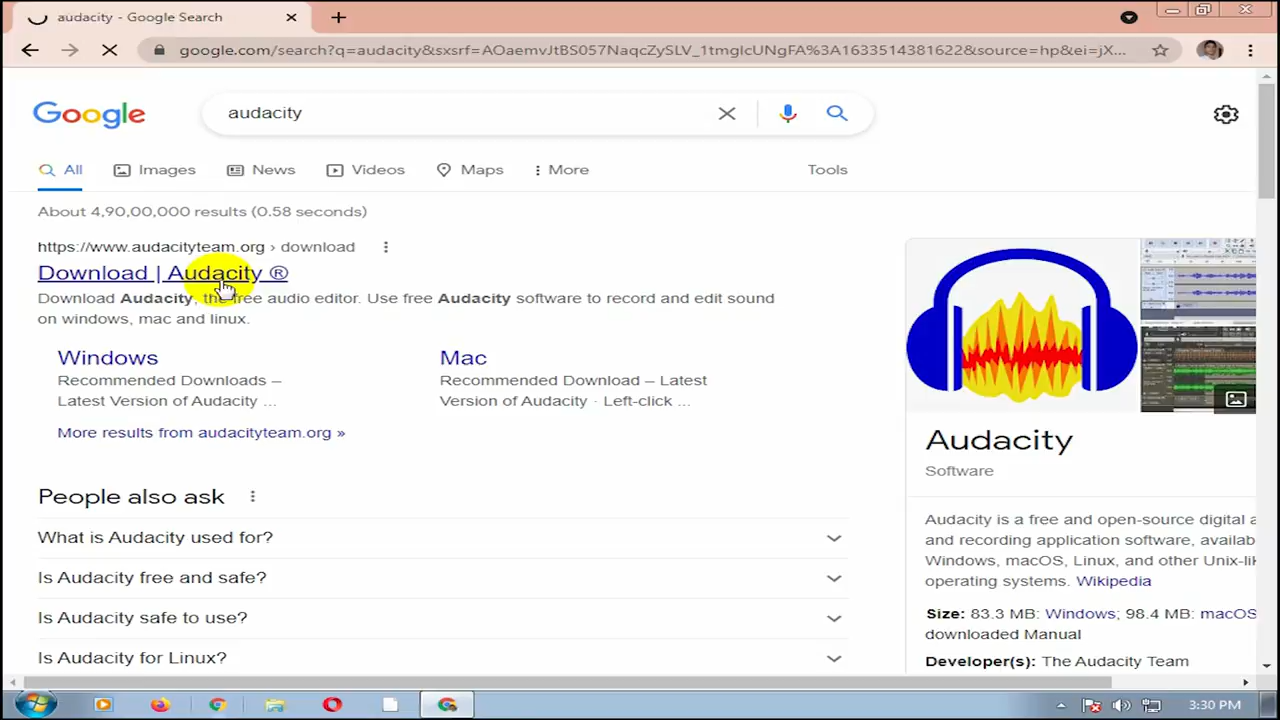 audacity - Google Search
google.com/search?q=audacity&sxsrf=AOaemvJtBS057NaqcZySLV_1tmgIcUNgFA%3A1633514381622&source=hp&ei=jX...
Google
audacity
All
Images
News
Videos
Maps
More
Tools
About 4,90,00,000 results (0.58 seconds)
https://www.audacityteam.org › download
Download | Audacity ®
Download Audacity, the free audio editor. Use free Audacity software to record and edit sound
on windows, mac and linux.
Windows
Recommended Downloads –
Latest Version of Audacity ...
Mac
Recommended Download – Latest
Version of Audacity · Left-click ...
More results from audacityteam.org »
People also ask
What is Audacity used for?
Is Audacity free and safe?
Is Audacity safe to use?
Is Audacity for Linux?
Audacity
Software
Audacity is a free and open-source digital a
and recording application software, availab
Windows, macOS, Linux, and other Unix-lik
operating systems. Wikipedia
Size: 83.3 MB: Windows; 98.4 MB: macOS
downloaded Manual
Developer(s): The Audacity Team
3:30 PM